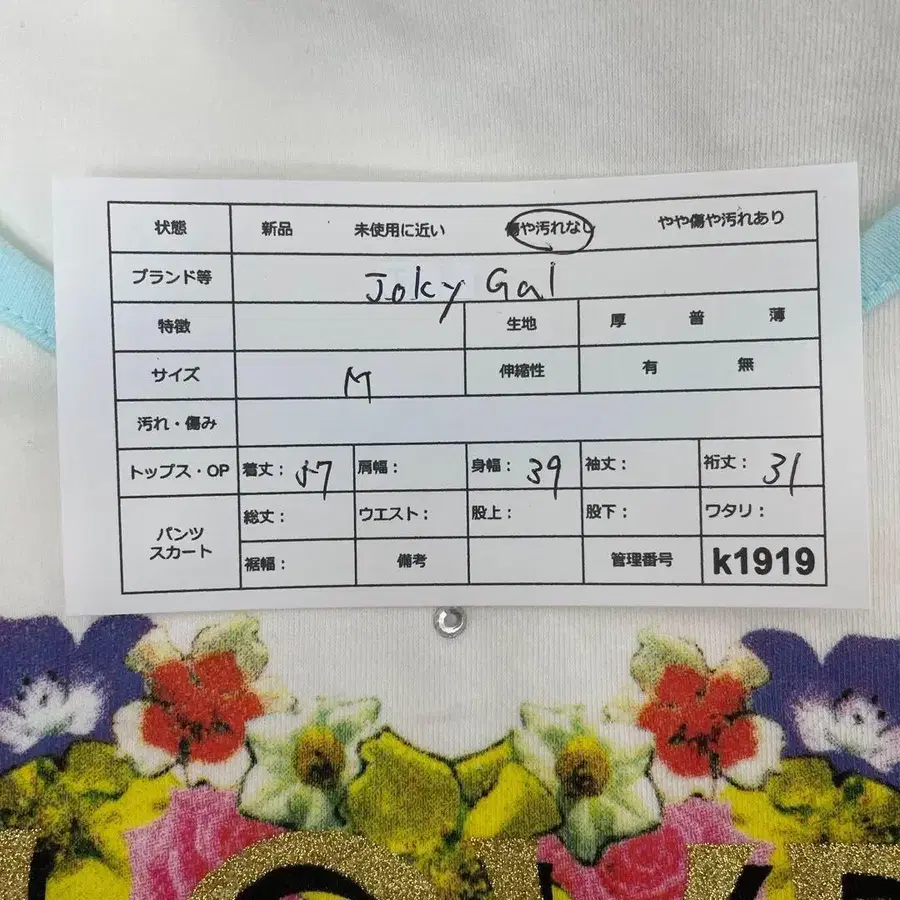 状態 新品 未使用に近い 傷や汚れなし やや傷や汚れあり
ブランド等 Joky Gal
特徴 生地 厚 普 薄
サイズ M 伸縮性 有 無
汚れ・傷み
トップス・OP 着丈: 57 肩幅: 身幅: 39 袖丈: 裄丈: 31
パンツ スカート 総丈: ウエスト: 股上: 股下: ワタリ:
裾幅: 備考 管理番号 k1919